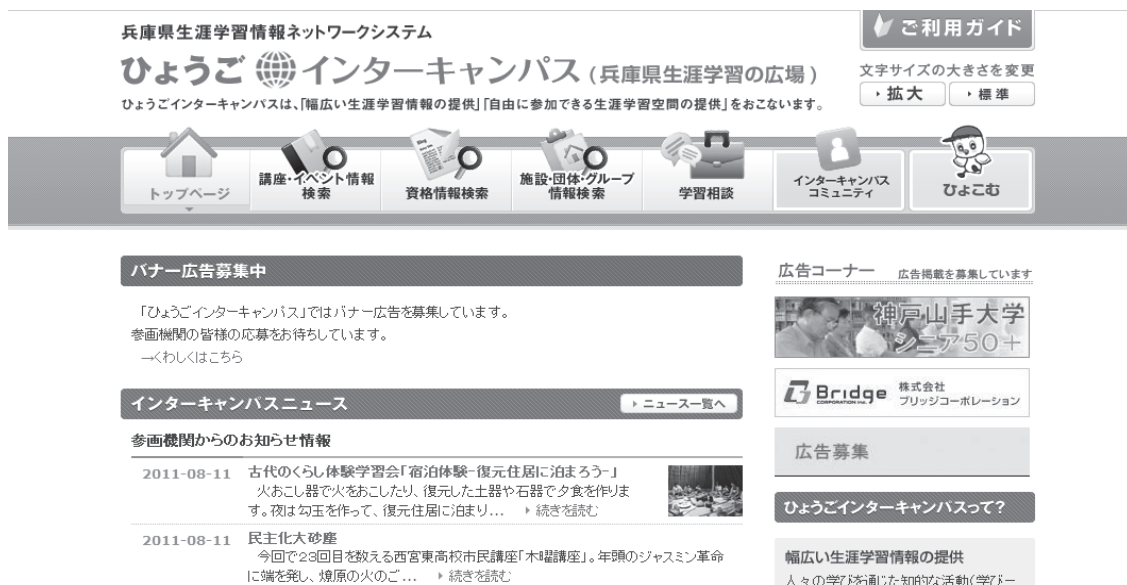 兵庫県生涯学習情報ネットワークシステム
ご利用ガイド
ひょうごインターキャンパス(兵庫県生涯学習の広場)
文字サイズの大きさを変更
拡大
標準
ひょうごインターキャンパスは、「幅広い生涯学習情報の提供」「自由に参加できる生涯学習空間の提供」をおこないます。
トップページ
講座・イベント情報
検索
資格情報検索
施設・団体・グループ
情報検索
学習相談
インターキャンパス
コミュニティ
ひょこむ
バナー広告募集中
「ひょうごインターキャンパス」ではバナー広告を募集しています。
参画機関の皆様の応募をお待ちしています。
→くわしくはこちら
インターキャンパスニュース
ニュース一覧へ
参画機関からのお知らせ情報
2011-08-11 古代のくらし体験学習会「宿泊体験-復元住居に泊まろう-」
火おこし器で火をおこしたり、復元した土器や石器で夕食を作りま
す。夜は勾玉を作って、復元住居に泊まり... 続きを読む
2011-08-11 民主化大砂塵
今回で23回目を数える西宮東高校市民講座「木曜講座」。年頭のジャスミン革命
に端を発し、燎原の火のご... 続きを読む
広告コーナー 広告掲載を募集しています
神戸山手大学
シニア50+
Bridge 株式会社
CORPORATION Inc. ブリッジコーポレーション
広告募集
ひょうごインターキャンパスって?
幅広い生涯学習情報の提供
人々の学びを通じた知的な活動(学びー